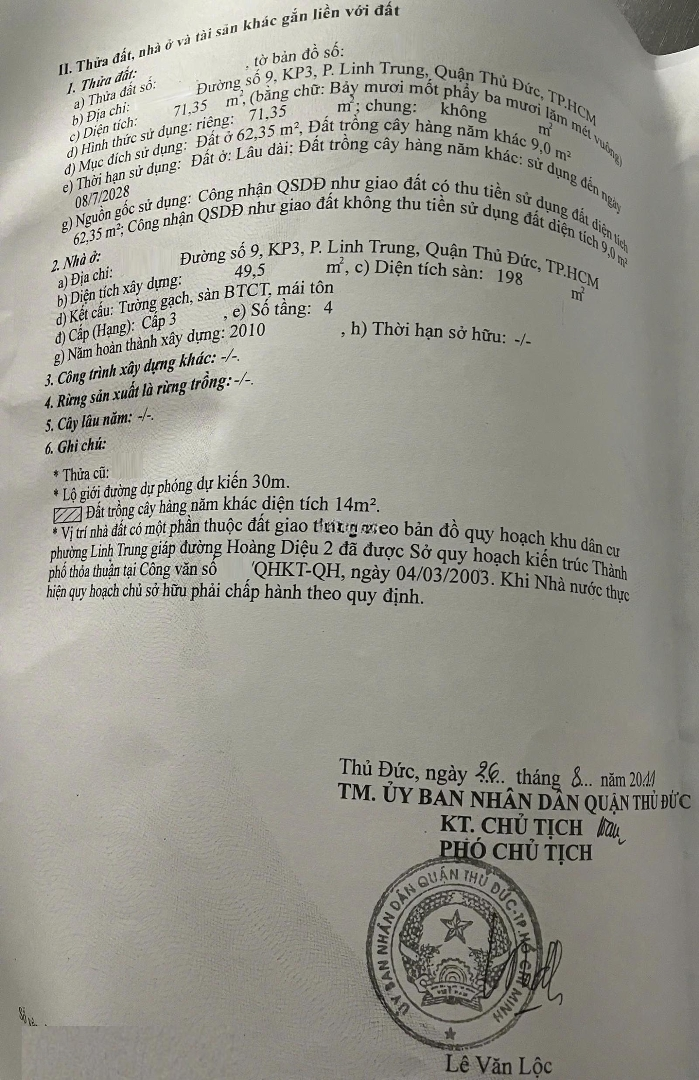 II. Thửa đất, nhà ở và tài sản khác gắn liền với đất
1. Thửa đất:
a) Thửa đất số: , tờ bản đồ số:
b) Địa chỉ: Đường số 9, KP3, P. Linh Trung, Quận Thủ Đức, TP.HCM
c) Diện tích: 71,35 m², (bằng chữ: Bảy mươi mốt phẩy ba mươi lăm mét vuông)
d) Hình thức sử dụng: riêng: 71,35 m²; chung: không m²
đ) Mục đích sử dụng: Đất ở 62,35 m², Đất trồng cây hàng năm khác 9,0 m²
e) Thời hạn sử dụng: Đất ở: Lâu dài; Đất trồng cây hàng năm khác: sử dụng đến ngày
08/7/2028
g) Nguồn gốc sử dụng: Công nhận QSDĐ như giao đất có thu tiền sử dụng đất diện tích
62,35 m²; Công nhận QSDĐ như giao đất không thu tiền sử dụng đất diện tích 9,0 m²
2. Nhà ở:
a) Địa chỉ: Đường số 9, KP3, P. Linh Trung, Quận Thủ Đức, TP.HCM
b) Diện tích xây dựng: 49,5 m², c) Diện tích sàn: 198 m²
d) Kết cấu: Tường gạch, sàn BTCT, mái tôn
đ) Cấp (Hạng): Cấp 3 , e) Số tầng: 4
g) Năm hoàn thành xây dựng: 2010 , h) Thời hạn sở hữu: -/-
3. Công trình xây dựng khác: -/-.
4. Rừng sản xuất là rừng trồng: -/-.
5. Cây lâu năm: -/-.
6. Ghi chú:
* Thửa cũ:
* Lộ giới đường dự phóng dự kiến 30m.
Đất trồng cây hàng năm khác diện tích 14m².
* Vị trí nhà đất có một phần thuộc đất giao thông theo bản đồ quy hoạch khu dân cư
phường Linh Trung giáp đường Hoàng Diệu 2 đã được Sở quy hoạch kiến trúc Thành
phố thỏa thuận tại Công văn số /QHKT-QH, ngày 04/03/2003. Khi Nhà nước thực
hiện quy hoạch chủ sở hữu phải chấp hành theo quy định.
Thủ Đức, ngày 26 tháng 8 năm 2011
TM. ỦY BAN NHÂN DÂN QUẬN THỦ ĐỨC
KT. CHỦ TỊCH
PHÓ CHỦ TỊCH
ỦY BAN NHÂN DÂN QUẬN THỦ ĐỨC-TP.HỒ CHÍ MINH
Lê Văn Lộc